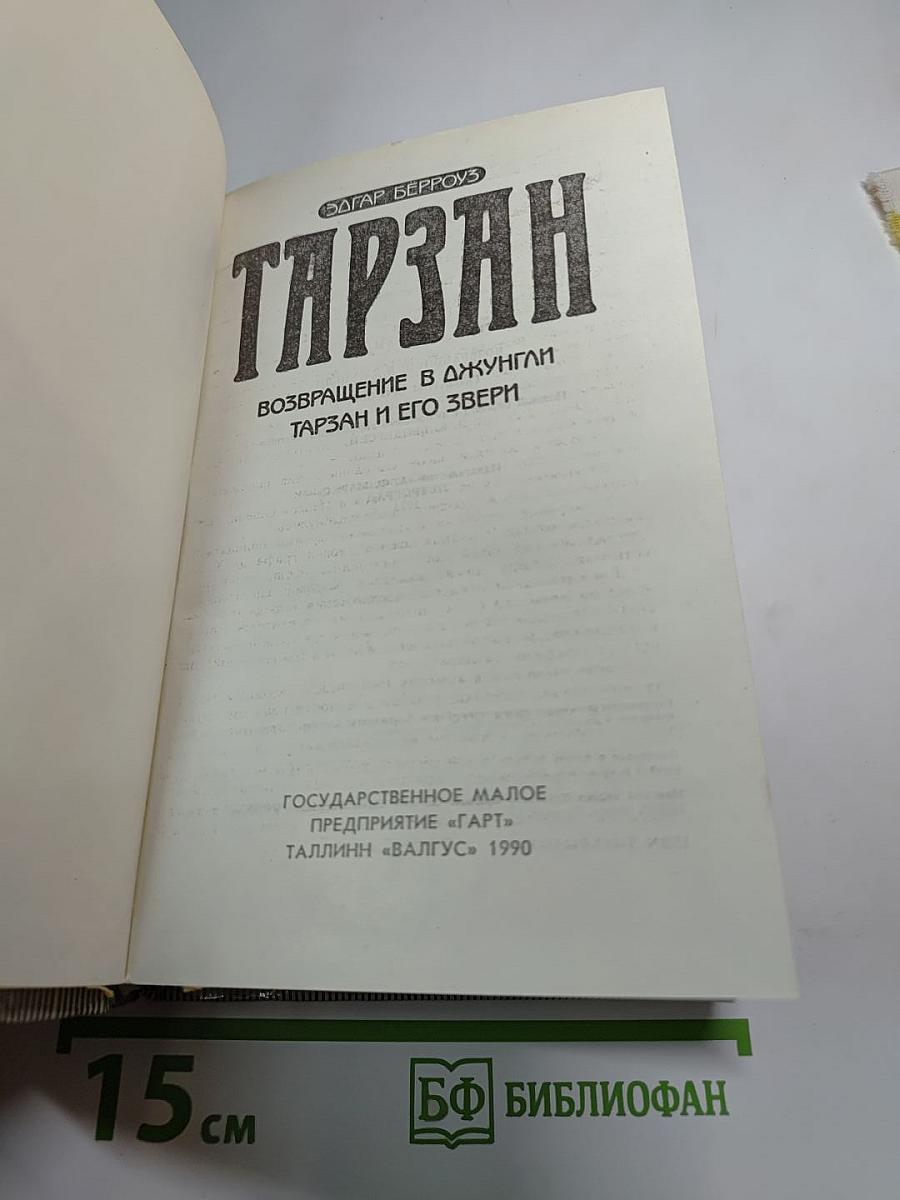 ЭДГАР БЕРРОУЗ
ТАРЗАН
ВОЗВРАЩЕНИЕ В ДЖУНГЛИ
ТАРЗАН И ЕГО ЗВЕРИ
ГОСУДАРСТВЕННОЕ МАЛОЕ
ПРЕДПРИЯТИЕ «ГАРТ»
ТАЛЛИНН «ВАЛГУС» 1990
15 см
БФ БИБЛИОФАН